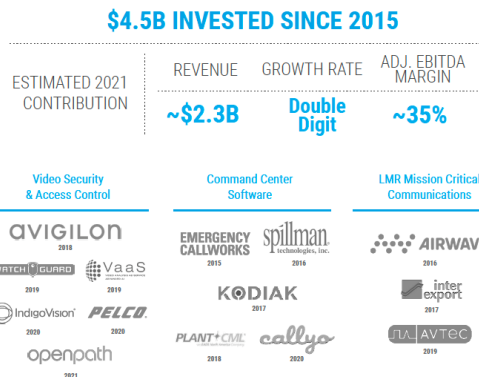 $4.5B INVESTED SINCE 2015
ESTIMATED 2021
CONTRIBUTION
REVENUE
~$2.3B
GROWTH RATE
Double
Digit
ADJ. EBITDA
MARGIN
~35%
Video Security
& Access Control
AVIGILON
2018
WATCHGUARD
2019
VaaS
2019
IndigoVision
2020
PELCO.
2020
openpath
2021
Command Center
Software
EMERGENCY
CALLWORKS
2015
spillman
technologies, inc.
2016
KODIAK
2017
PLANT CML
2018
callyo
2020
LMR Mission Critical
Communications
AIRWAV
2016
inter
export
2017
AVTEC
2019